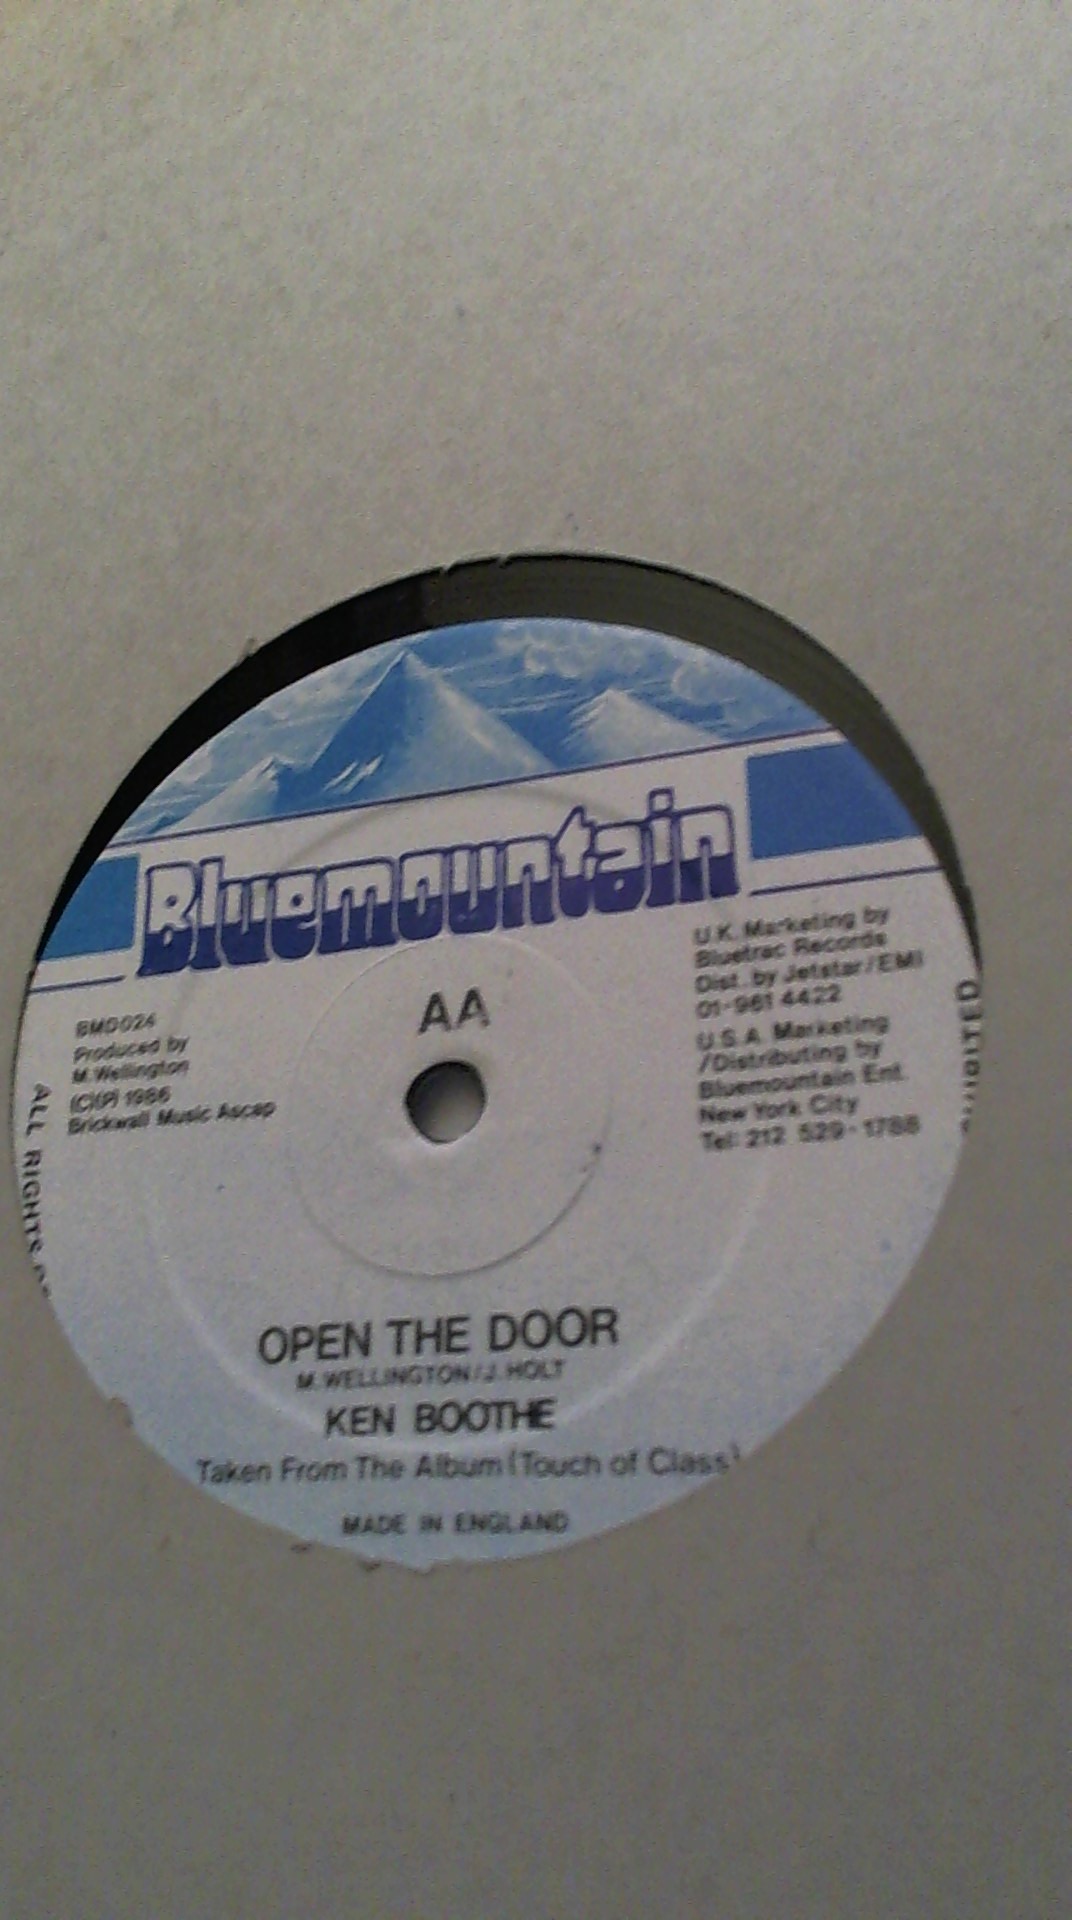 Bluemountain
AA
BMD024
Produced by
M. Wellington
(C)(P) 1986
Brickwall Music Ascap
U.K. Marketing by
Bluetrac Records
Dist. by Jetstar/EMI
01-961 4422
U.S.A. Marketing
/Distributing by
Bluemountain Ent.
New York City
Tel: 212 529-1788
ALL RIGHTS
OPEN THE DOOR
M. WELLINGTON/J. HOLT
KEN BOOTHE
Taken From The Album (Touch of Class)
MADE IN ENGLAND